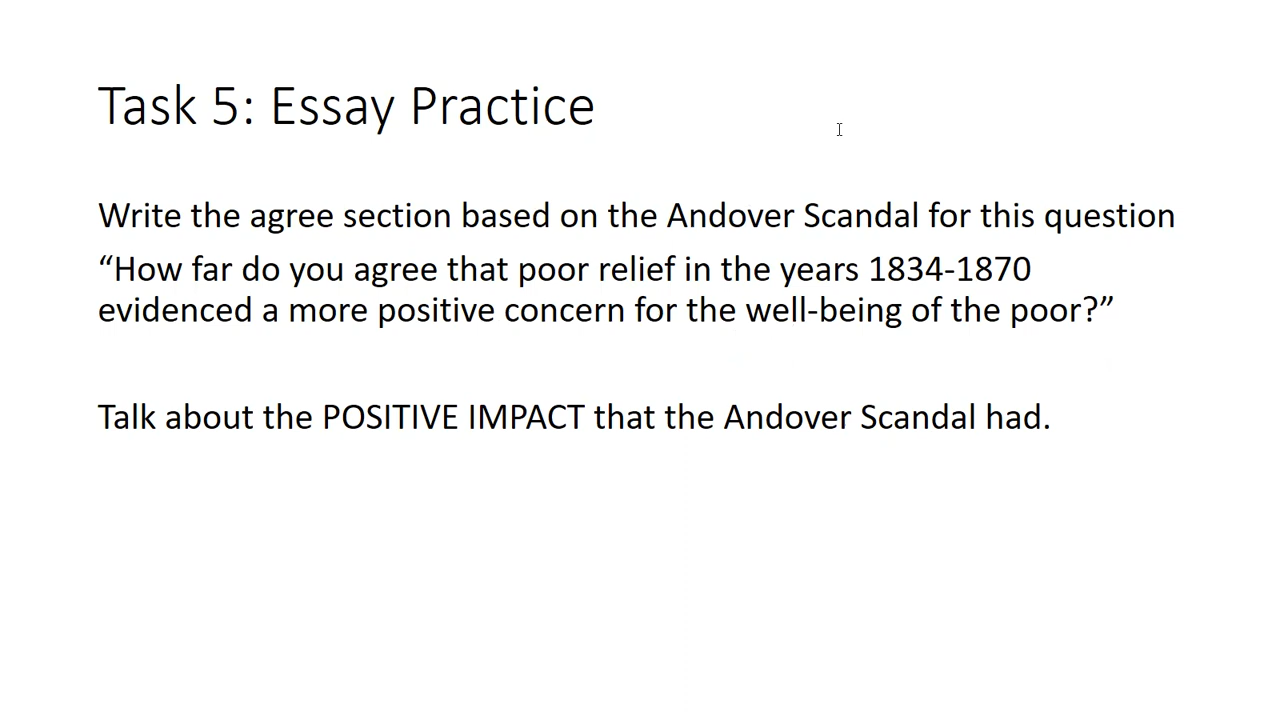 Task 5: Essay Practice
Write the agree section based on the Andover Scandal for this question
“How far do you agree that poor relief in the years 1834-1870
evidenced a more positive concern for the well-being of the poor?”
Talk about the POSITIVE IMPACT that the Andover Scandal had.